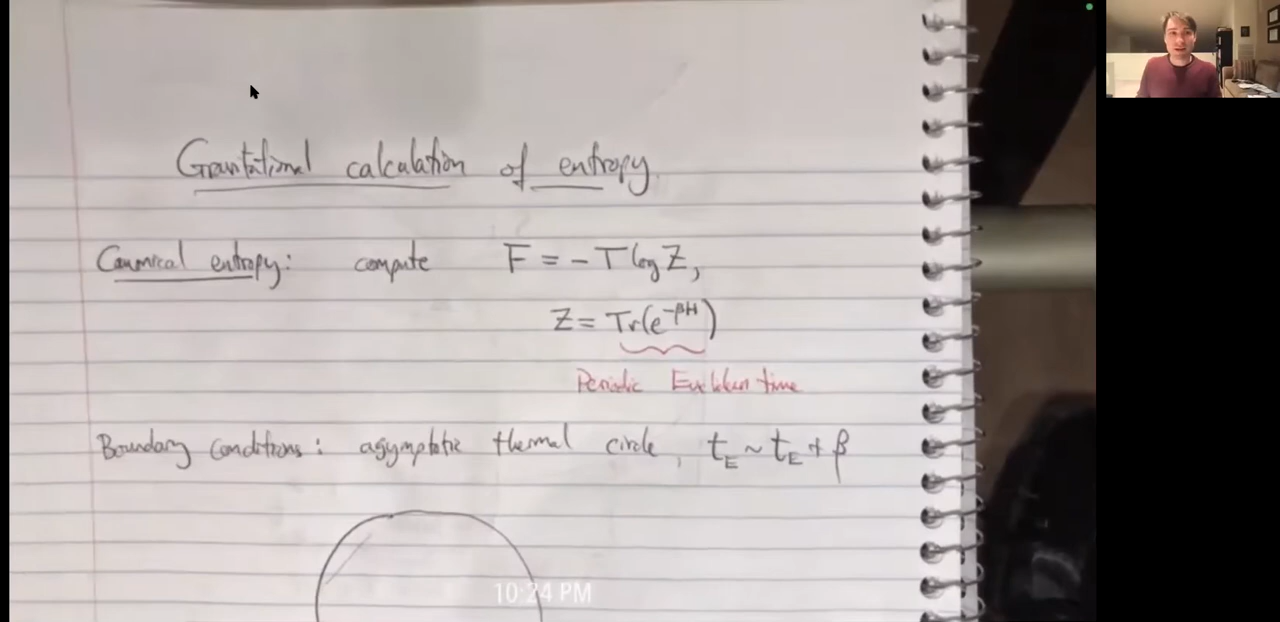 Gravitational calculation of entropy.
Canonical entropy: compute F = -T log Z,
Z = Tr(e^{-βH})
Periodic Euclidean time
Boundary Conditions: asymptotic thermal circle, t_E ~ t_E + β
10:24 PM